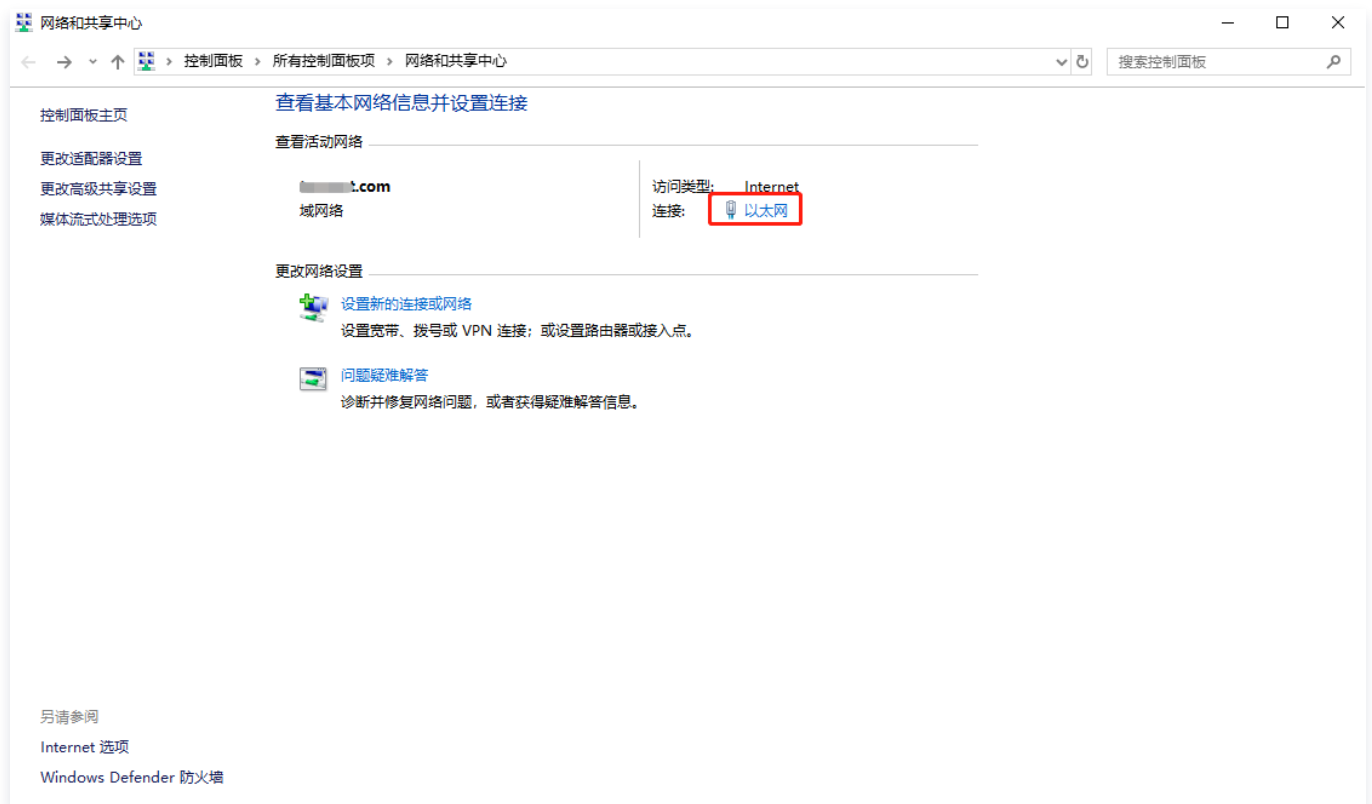 网络和共享中心
控制面板 > 所有控制面板项 > 网络和共享中心
搜索控制面板
控制面板主页
更改适配器设置
更改高级共享设置
媒体流式处理选项
查看基本网络信息并设置连接
查看活动网络
t.com
域网络
访问类型: Internet
连接: 以太网
更改网络设置
设置新的连接或网络
设置宽带、拨号或 VPN 连接；或设置路由器或接入点。
问题疑难解答
诊断并修复网络问题，或者获得疑难解答信息。
另请参阅
Internet 选项
Windows Defender 防火墙